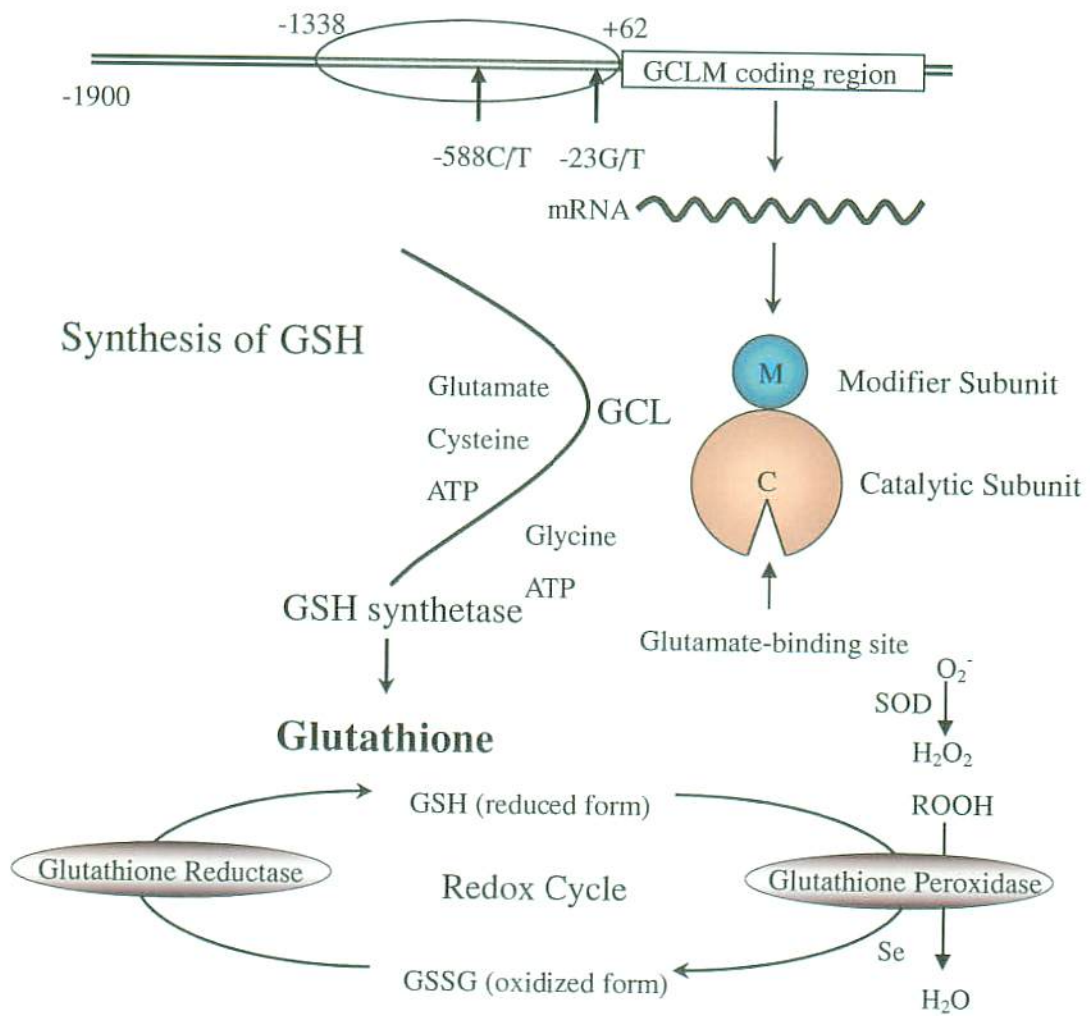 -1338
+62
GCLM coding region
-1900
-588C/T
-23G/T
mRNA
Synthesis of GSH
Glutamate
Cysteine
ATP
GCL
Glycine
ATP
GSH synthetase
M
Modifier Subunit
C
Catalytic Subunit
Glutamate-binding site
O₂⁻
SOD
H₂O₂
Glutathione
GSH (reduced form)
ROOH
Glutathione Reductase
Redox Cycle
Glutathione Peroxidase
Se
GSSG (oxidized form)
H₂O